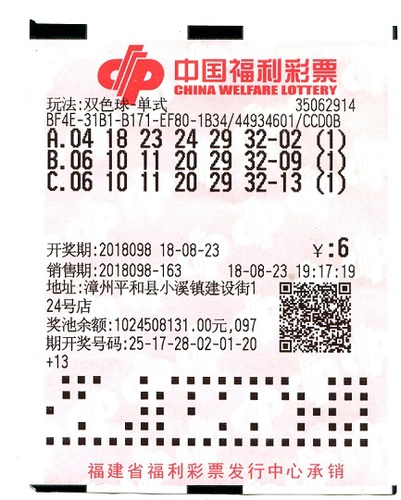 中国福利彩票
CHINA WELFARE LOTTERY
玩法:双色球-单式 35062914
BF4E-31B1-B171-EF80-1B34/44934601/CCD0B
A.04 18 23 24 29 32-02 (1)
B.06 10 11 20 29 32-09 (1)
C.06 10 11 20 29 32-13 (1)
开奖期:2018098 18-08-23 ￥:6
销售期:2018098-163 18-08-23 19:17:19
地址:漳州平和县小溪镇建设街1
24号店
奖池余额:1024508131.00元,097
期开奖号码:25-17-28-02-01-20
+13
福建省福利彩票发行中心承销